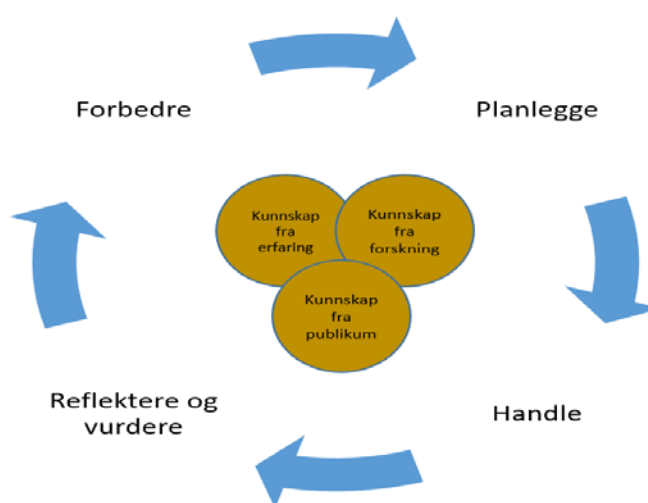 Forbedre
Planlegge
Kunnskap
fra
erfaring
Kunnskap
fra
forskning
Kunnskap
fra
publikum
Reflektere og
vurdere
Handle